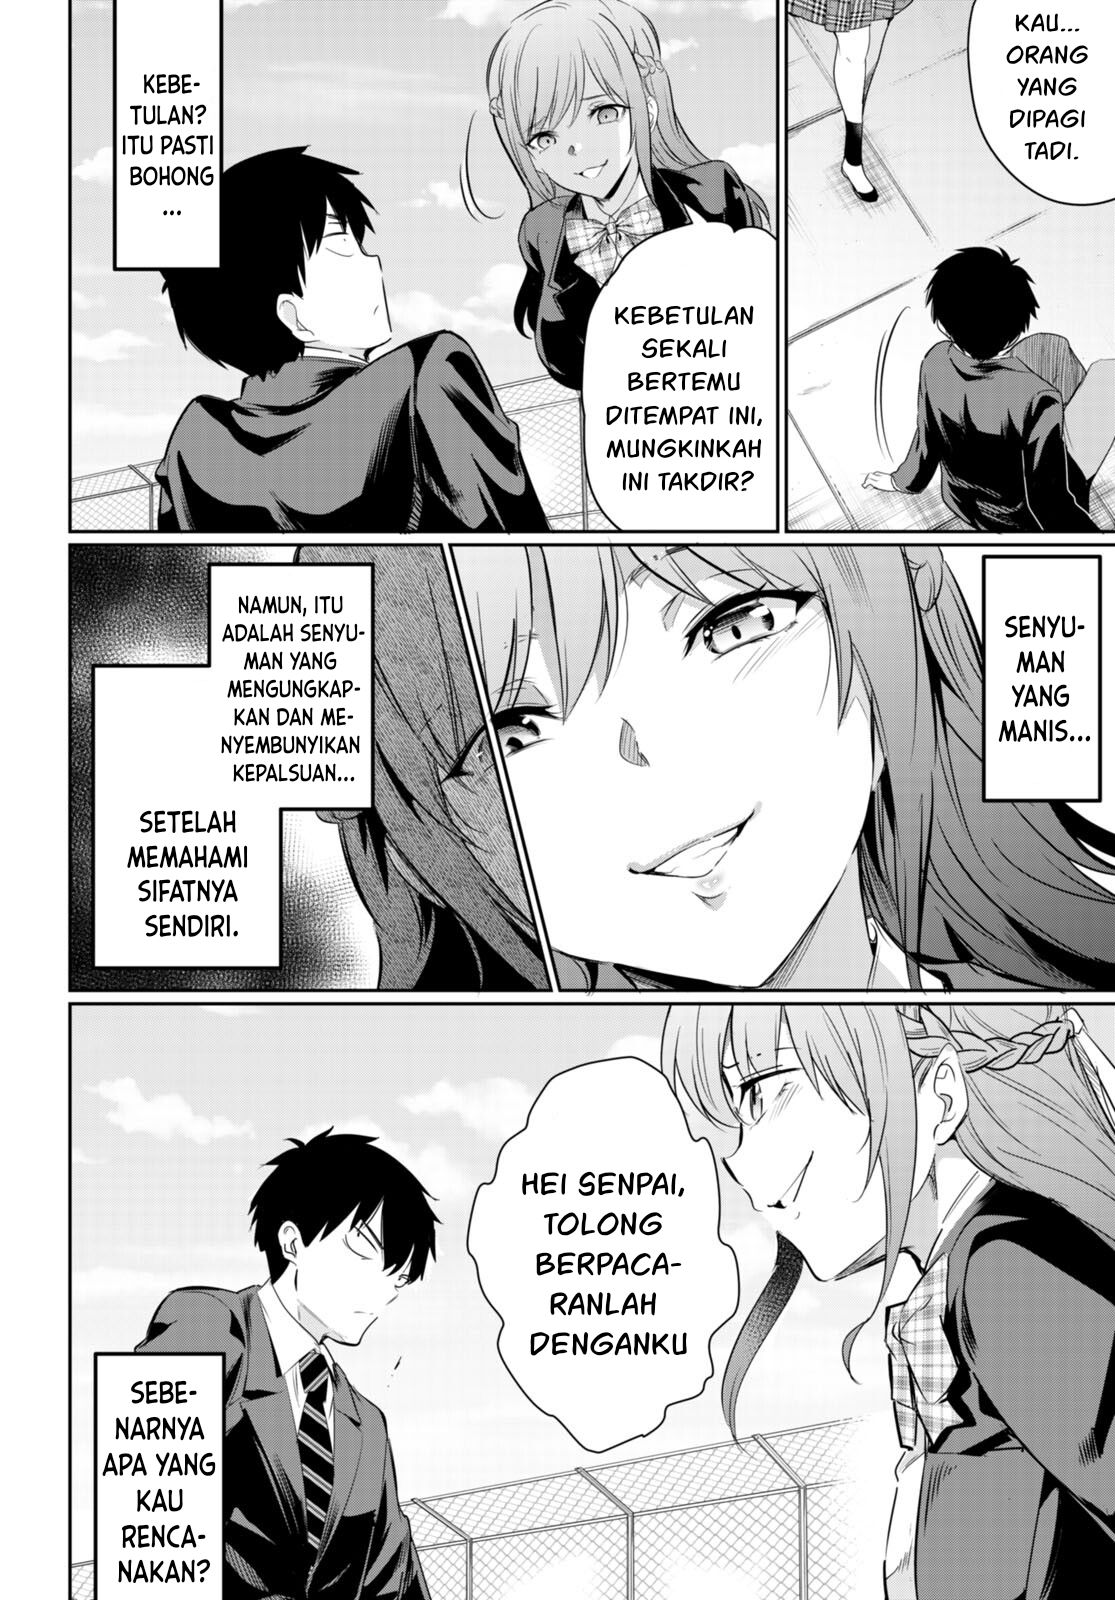 KAU...
ORANG
YANG
DIPAGI
TADI.
KEBETULAN
SEKALI
BERTEMU
DITEMPAT INI,
MUNGKINKAH
INI TAKDIR?
KEBE-
TULAN?
ITU PASTI
BOHONG
...
SENYU-
MAN
YANG
MANIS...
NAMUN, ITU
ADALAH SENYU-
MAN YANG
MENGUNGKAP-
KAN DAN ME-
NYEMBUNYIKAN
KEPALSUAN...
SETELAH
MEMAHAMI
SIFATNYA
SENDIRI.
HEI SENPAI,
TOLONG
BERPACA-
RANLAH
DENGANKU
SEBE-
NARNYA
APA YANG
KAU
RENCA-
NAKAN?